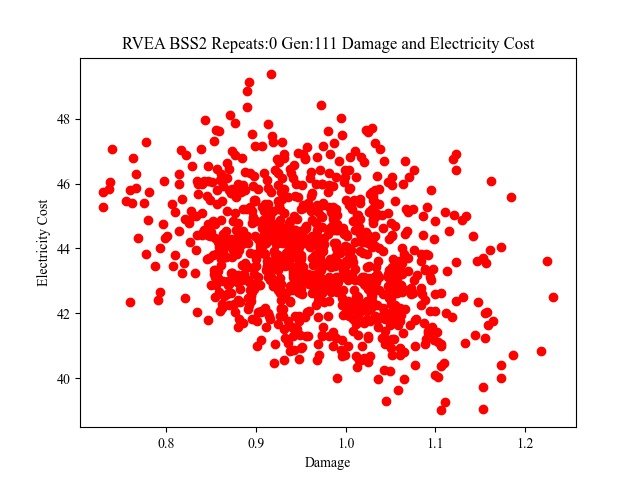 RVEA BSS2 Repeats:0 Gen:111 Damage and Electricity Cost
48
46
44
42
40
Electricity Cost
0.8 0.9 1.0 1.1 1.2
Damage